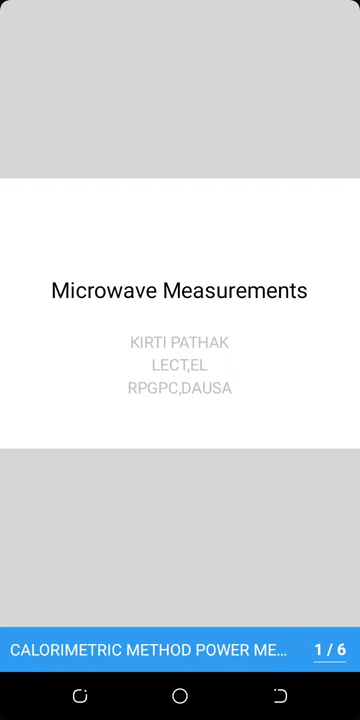 Microwave Measurements
KIRTI PATHAK
LECT,EL
RPGPC,DAUSA
CALORIMETRIC METHOD POWER ME... 1 / 6